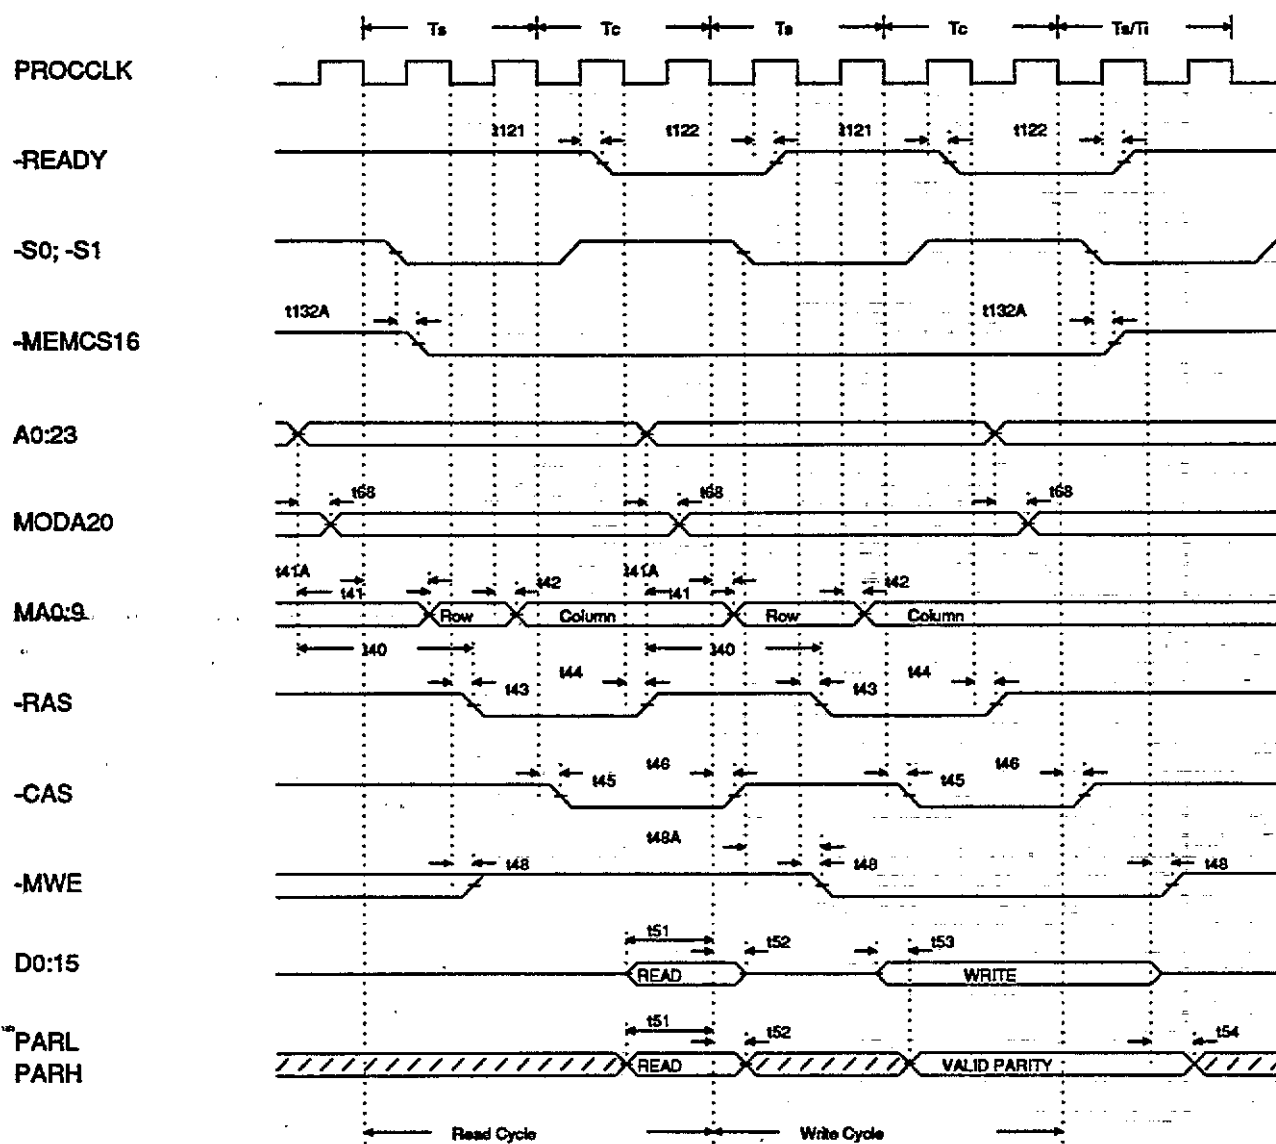 Ts Tc Ts Tc Ts/Ti
PROCCLK
t121 t122 t121 t122
-READY
-S0; -S1
t132A t132A
-MEMCS16
A0:23
t68 t68 t68
MODA20
t41A t41A
t41 t42 t41 t42
MA0:9
Row Column Row Column
t40 t40
t44 t44
t43 t43
-RAS
t46 t46
t45 t45
-CAS
t48A
t48 t48 t48
-MWE
t51 t52 t53
D0:15
READ WRITE
t51 t52 t54
PARL
PARH
READ VALID PARITY
Read Cycle Write Cycle